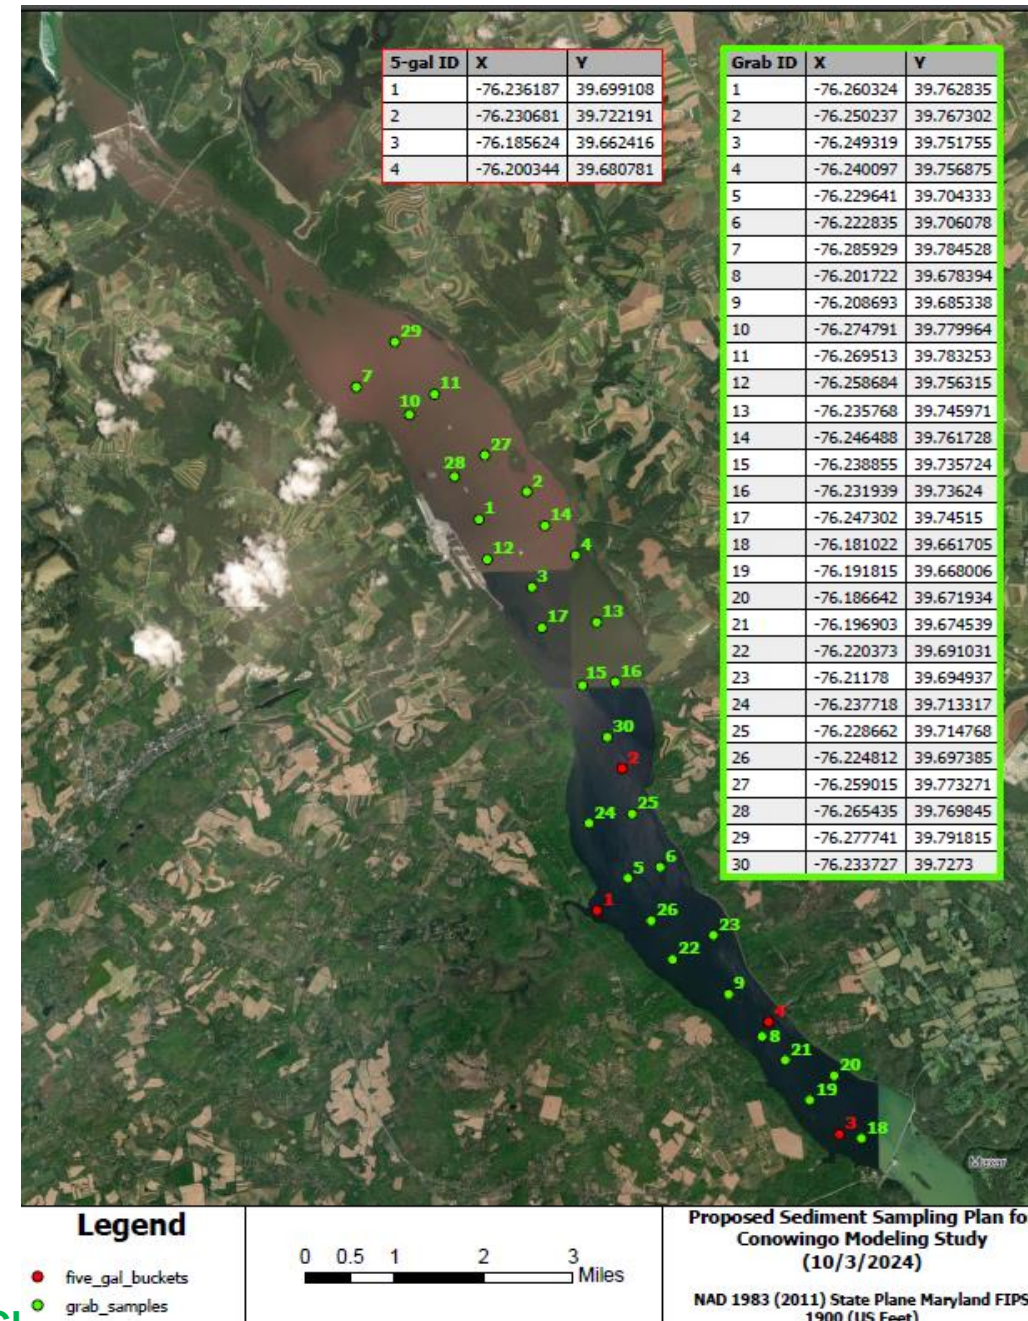 5-gal ID X Y
1 -76.236187 39.699108
2 -76.230681 39.722191
3 -76.185624 39.662416
4 -76.200344 39.680781
Grab ID X Y
1 -76.260324 39.762835
2 -76.250237 39.767302
3 -76.249319 39.751755
4 -76.240097 39.756875
5 -76.229641 39.704333
6 -76.222835 39.706078
7 -76.285929 39.784528
8 -76.201722 39.678394
9 -76.208693 39.685338
10 -76.274791 39.779964
11 -76.269513 39.783253
12 -76.258684 39.756315
13 -76.235768 39.745971
14 -76.246488 39.761728
15 -76.238855 39.735724
16 -76.231939 39.73624
17 -76.247302 39.74515
18 -76.181022 39.661705
19 -76.191815 39.668006
20 -76.186642 39.671934
21 -76.196903 39.674539
22 -76.220373 39.691031
23 -76.21178 39.694937
24 -76.237718 39.713317
25 -76.228662 39.714768
26 -76.224812 39.697385
27 -76.259015 39.773271
28 -76.265435 39.769845
29 -76.277741 39.791815
30 -76.233727 39.7273
29
7
11
10
27
28
2
1
14
12
4
3
13
17
15
16
30
2
25
24
6
5
1
26
23
22
9
4
8
21
20
19
3
18
Maxar
Legend
five_gal_buckets
grab_samples
0 0.5 1 2 3
Miles
Proposed Sediment Sampling Plan fo
Conowingo Modeling Study
(10/3/2024)
NAD 1983 (2011) State Plane Maryland FIPS
1900 (US Feet)